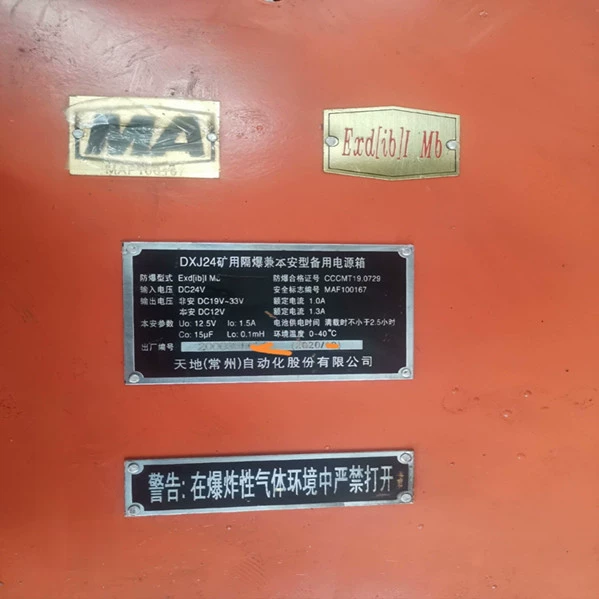 MA
Exd[ib]I Mb
DXJ24矿用隔爆兼本安型备用电源箱
防爆型式 Exd[ib]I Mb 防爆合格证号 CCCMT19.0729
输入电压 DC24V 安全标志编号 MAF100167
输出电压 非安 DC19V~33V 额定电流 1.0A
本安 DC12V 额定电流 1.3A
本安参数 Uo: 12.5V Io: 1.5A 电池供电时间 满载时不小于2.5小时
Co: 15μF Lo: 0.1mH 环境温度 0-40℃
出厂编号
天地(常州)自动化股份有限公司
警告: 在爆炸性气体环境中严禁打开